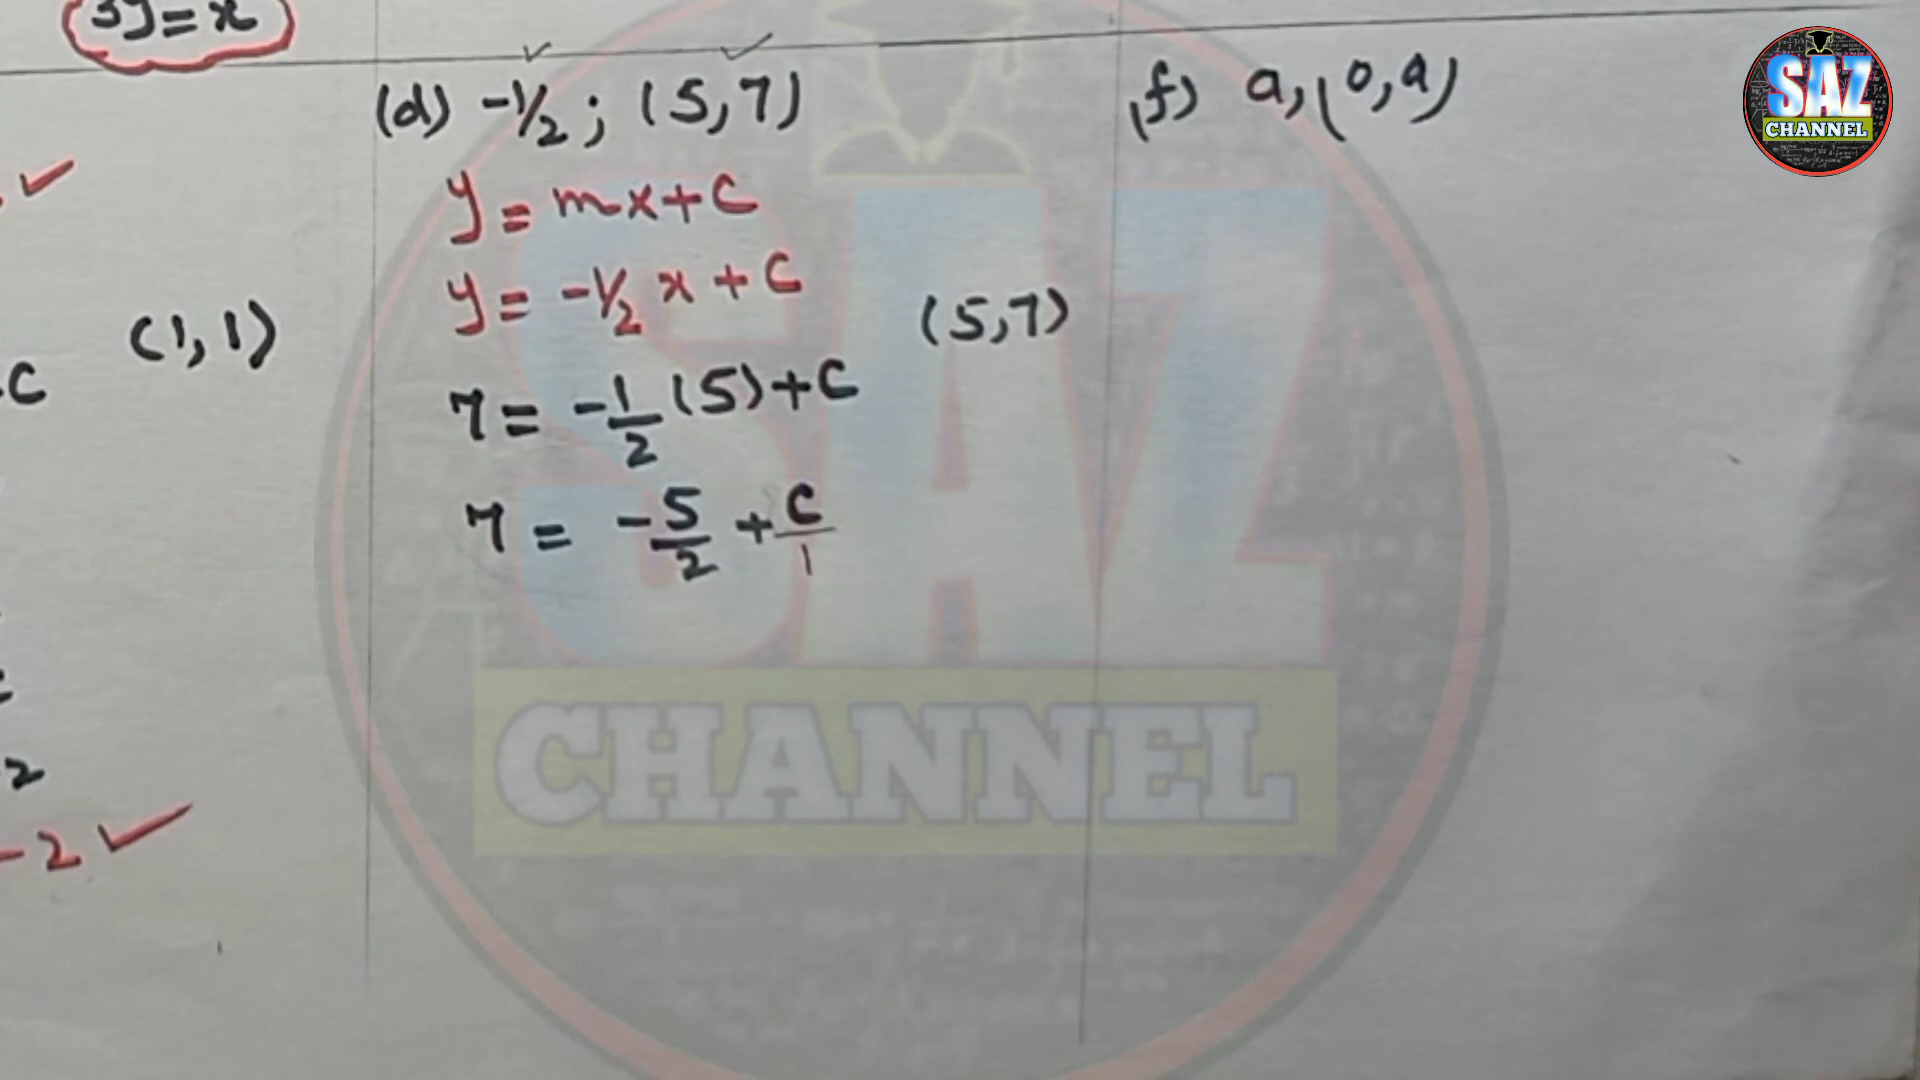 3y = x
(d) -1/2 ; (5,7)
y = mx + c
y = -1/2 x + c
(5,7)
7 = -1/2 (5) + c
7 = -5/2 + c/1
(f) a, (0,a)
(1,1)
c
2
-2
SAZ
CHANNEL
SAZ
CHANNEL